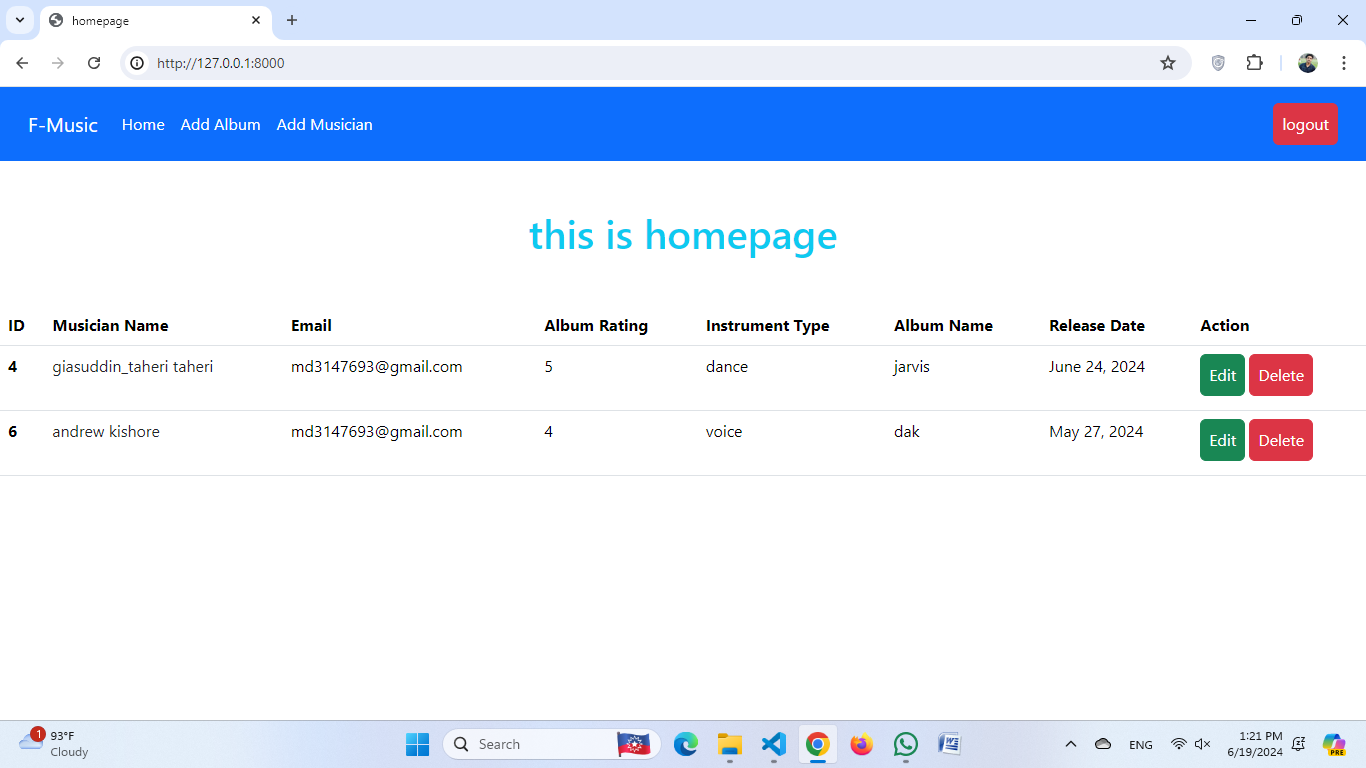 homepage
http://127.0.0.1:8000
F-Music Home Add Album Add Musician logout
this is homepage
ID Musician Name Email Album Rating Instrument Type Album Name Release Date Action
4 giasuddin_taheri taheri md3147693@gmail.com 5 dance jarvis June 24, 2024 Edit Delete
6 andrew kishore md3147693@gmail.com 4 voice dak May 27, 2024 Edit Delete
1 93°F Search ENG 1:21 PM
Cloudy 6/19/2024 PRE